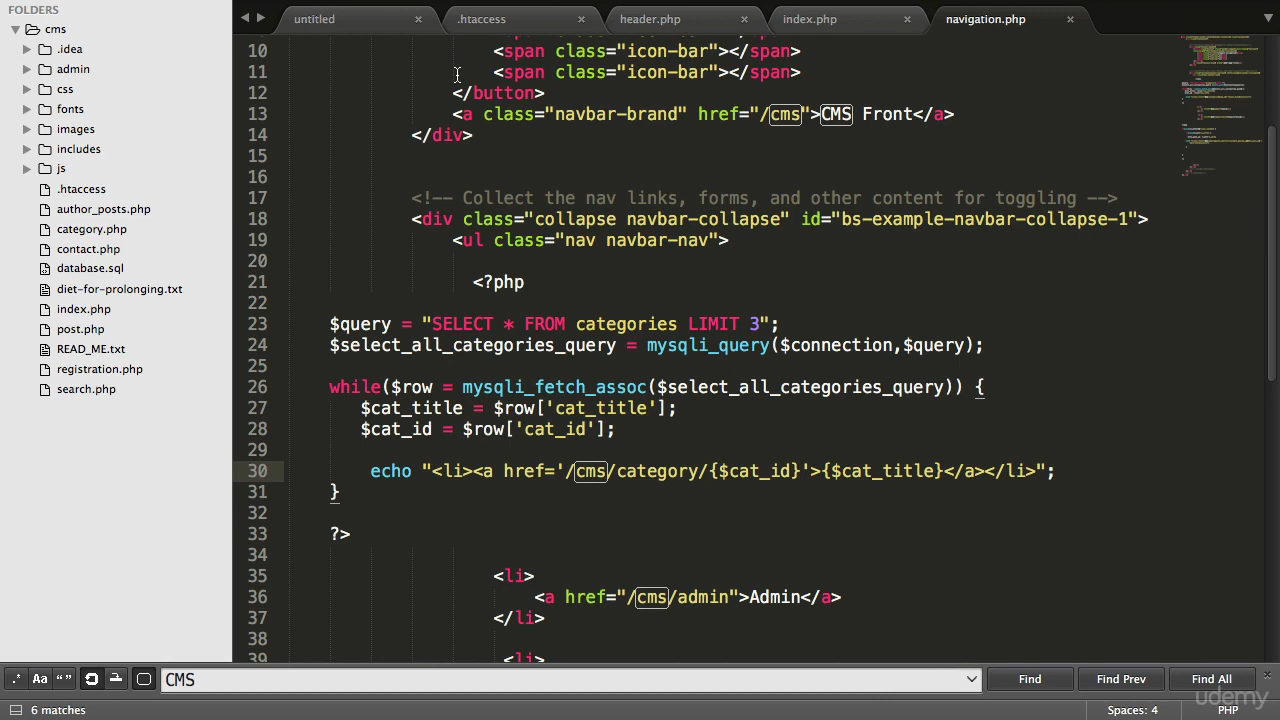 FOLDERS
cms
.idea
admin
css
fonts
images
includes
js
.htaccess
author_posts.php
category.php
contact.php
database.sql
diet-for-prolonging.txt
index.php
post.php
READ_ME.txt
registration.php
search.php
untitled × .htaccess × header.php × index.php × navigation.php ×
10 <span class="icon-bar"></span>
11 <span class="icon-bar"></span>
12 </button>
13 <a class="navbar-brand" href="/cms">CMS Front</a>
14 </div>
15
16
17 <!-- Collect the nav links, forms, and other content for toggling -->
18 <div class="collapse navbar-collapse" id="bs-example-navbar-collapse-1">
19 <ul class="nav navbar-nav">
20
21 <?php
22
23 $query = "SELECT * FROM categories LIMIT 3";
24 $select_all_categories_query = mysqli_query($connection,$query);
25
26 while($row = mysqli_fetch_assoc($select_all_categories_query)) {
27 $cat_title = $row['cat_title'];
28 $cat_id = $row['cat_id'];
29
30 echo "<li><a href='/cms/category/{$cat_id}'>{$cat_title}</a></li>";
31 }
32
33 ?>
34
35 <li>
36 <a href="/cms/admin">Admin</a>
37 </li>
38
39 <li>
.* Aa “” CMS Find Find Prev Find All
6 matches Spaces: 4 PHP
udemy